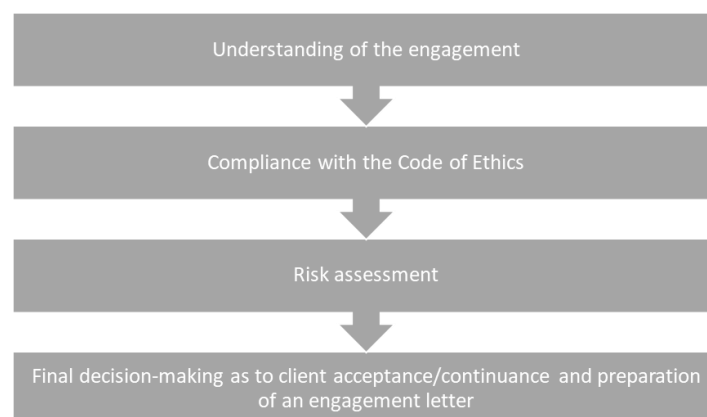 Understanding of the engagement
Compliance with the Code of Ethics
Risk assessment
Final decision-making as to client acceptance/continuance and preparation
of an engagement letter